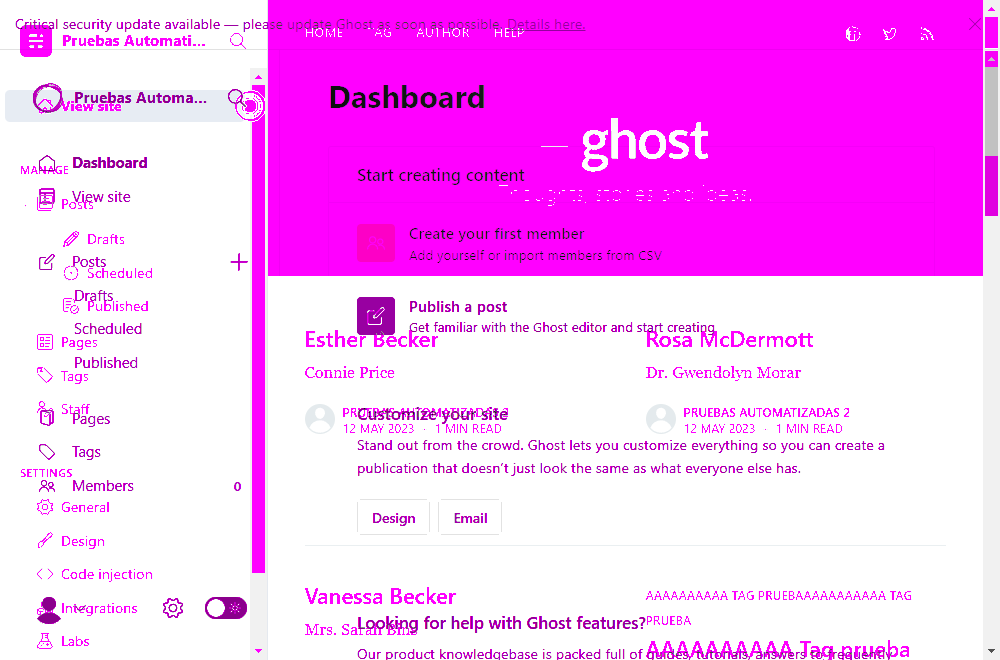 Critical security update available — please update Ghost as soon as possible. Details here.
Pruebas Automati...
HOME TAG AUTHOR HELP
Pruebas Automa...
View site
Dashboard
ghost
Thoughts, stories and ideas.
Dashboard
MANAGE
View site
Posts
Drafts
Posts
Scheduled
Drafts
Published
Scheduled
Pages
Published
Tags
Staff
Pages
Tags
SETTINGS
Members 0
General
Design
Code injection
Integrations
Labs
Start creating content
Create your first member
Add yourself or import members from CSV
Publish a post
Get familiar with the Ghost editor and start creating
Esther Becker
Connie Price
PRUEBAS AUTOMATIZADAS 2
12 MAY 2023 · 1 MIN READ
Rosa McDermott
Dr. Gwendolyn Morar
PRUEBAS AUTOMATIZADAS 2
12 MAY 2023 · 1 MIN READ
Customize your site
Stand out from the crowd. Ghost lets you customize everything so you can create a
publication that doesn’t just look the same as what everyone else has.
Design Email
Vanessa Becker
Mrs. Sarah
Looking for help with Ghost features?
Our product knowledgebase is packed full of guides, tutorials, answers to frequently
AAAAAAAAAA TAG PRUEBAAAAAAAAAAA TAG
PRUEBA
AAAAAAAAAA Tag prueba